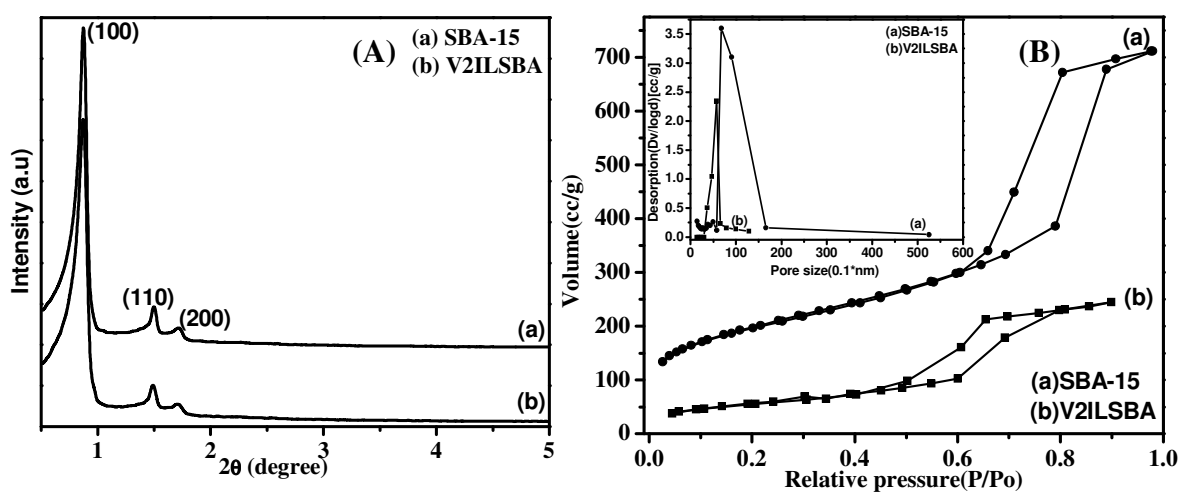 (A)
(a) SBA-15
(b) V2ILSBA
(100)
(110)
(200)
(a)
(b)
Intensity (a.u)
1 2 3 4 5
2θ (degree)
(B)
(a)SBA-15
(b)V2ILSBA
Desorption(Dv/logd)[cc/g]
3.5
3.0
2.5
2.0
1.5
1.0
0.5
0.0
(b)
(a)
0 100 200 300 400 500 600
Pore size(0.1*nm)
(a)
(b)
(a)SBA-15
(b)V2ILSBA
Volume(cc/g)
700
600
500
400
300
200
100
0
0.0 0.2 0.4 0.6 0.8 1.0
Relative pressure(P/Po)